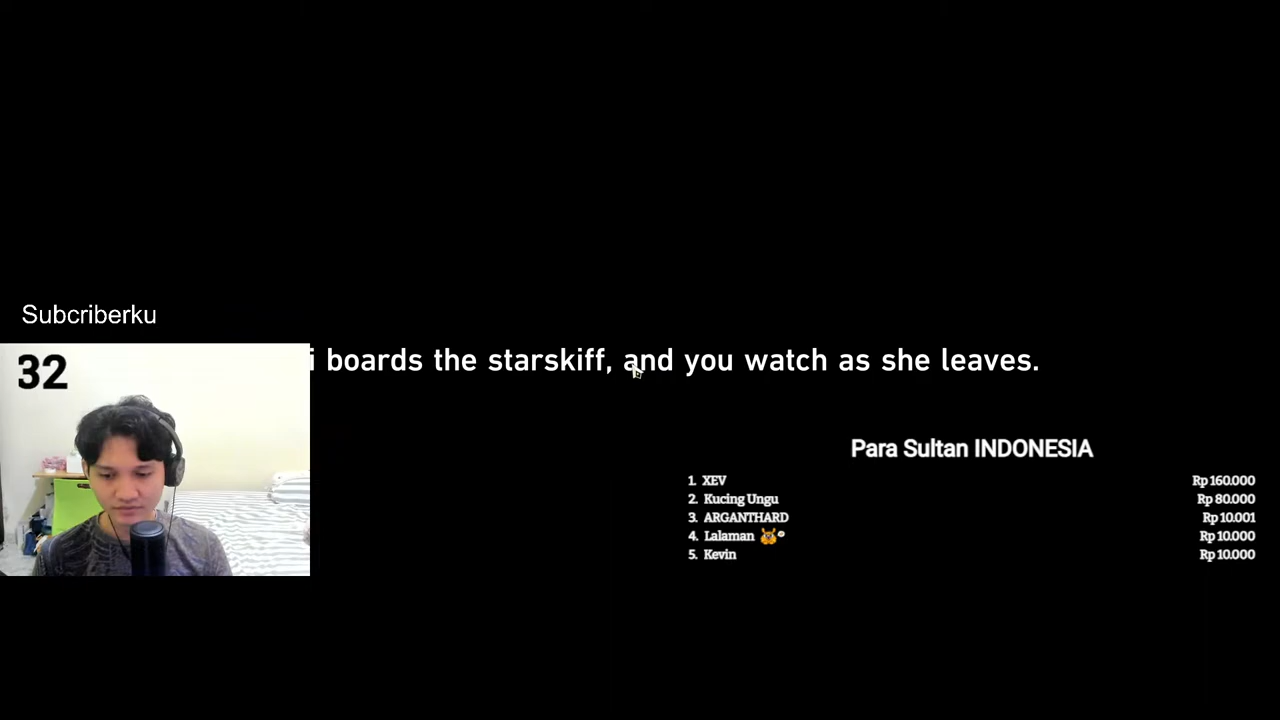 Subcriberku
32
i boards the starskiff, and you watch as she leaves.
Para Sultan INDONESIA
1. XEV Rp 160.000
2. Kucing Ungu Rp 80.000
3. ARGANTHARD Rp 10.001
4. Lalaman Rp 10.000
5. Kevin Rp 10.000